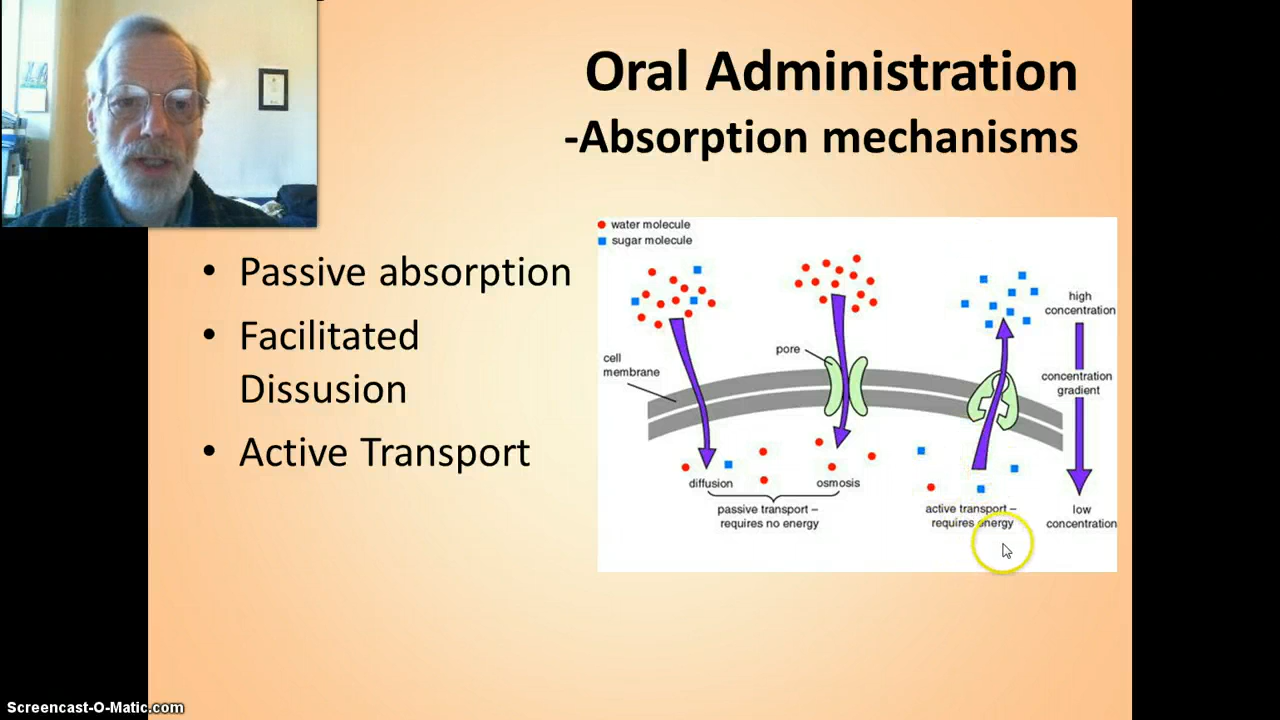 Oral Administration
-Absorption mechanisms
• Passive absorption
• Facilitated
Dissusion
• Active Transport
water molecule
sugar molecule
high
concentration
pore
cell
membrane
concentration
gradient
diffusion
osmosis
passive transport –
requires no energy
active transport –
requires energy
low
concentration
Screencast-O-Matic.com